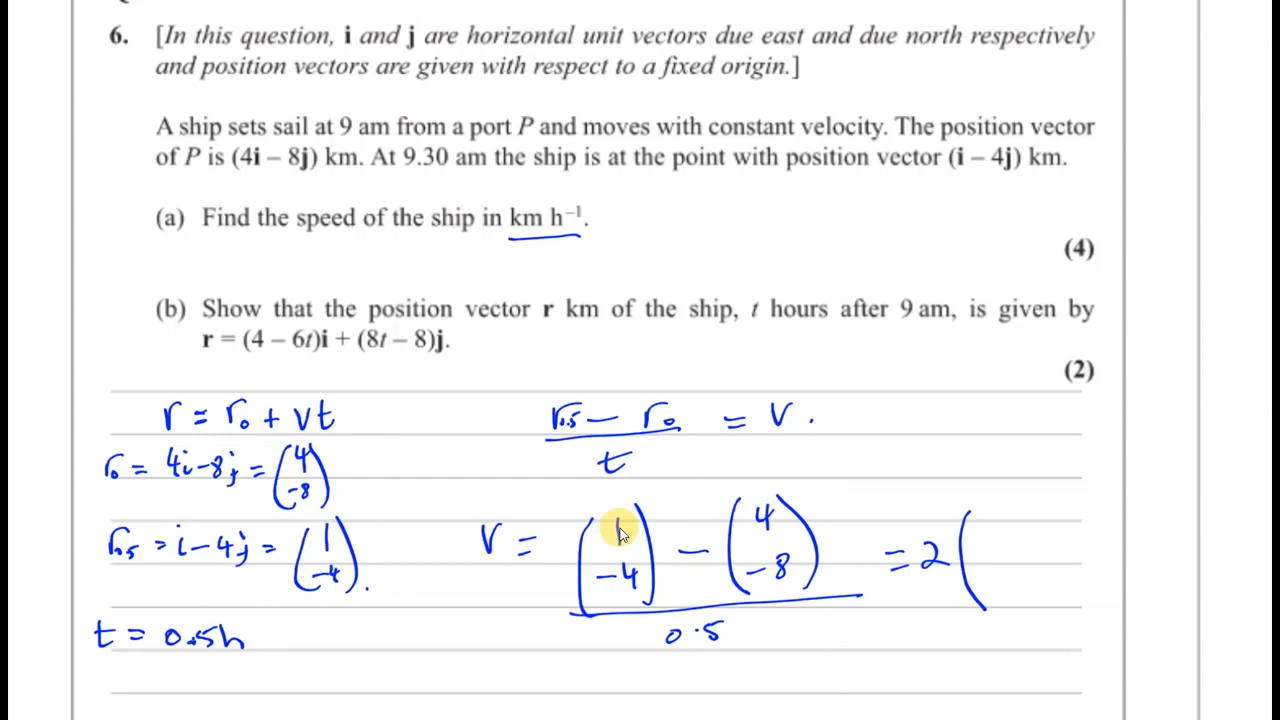 6. [In this question, i and j are horizontal unit vectors due east and due north respectively
and position vectors are given with respect to a fixed origin.]
A ship sets sail at 9 am from a port P and moves with constant velocity. The position vector
of P is (4i – 8j) km. At 9.30 am the ship is at the point with position vector (i – 4j) km.
(a) Find the speed of the ship in km h⁻¹.
(4)
(b) Show that the position vector r km of the ship, t hours after 9 am, is given by
r = (4 – 6t)i + (8t – 8)j.
(2)
r = r₀ + vt
r₀ = 4i-8j = (4
-8)
r₀.₅ = i-4j = (1
-4).
t = 0.5h
r₀.₅ - r₀ = v.
t
v = (1 - (4 = 2(
-4) -8)
0.5